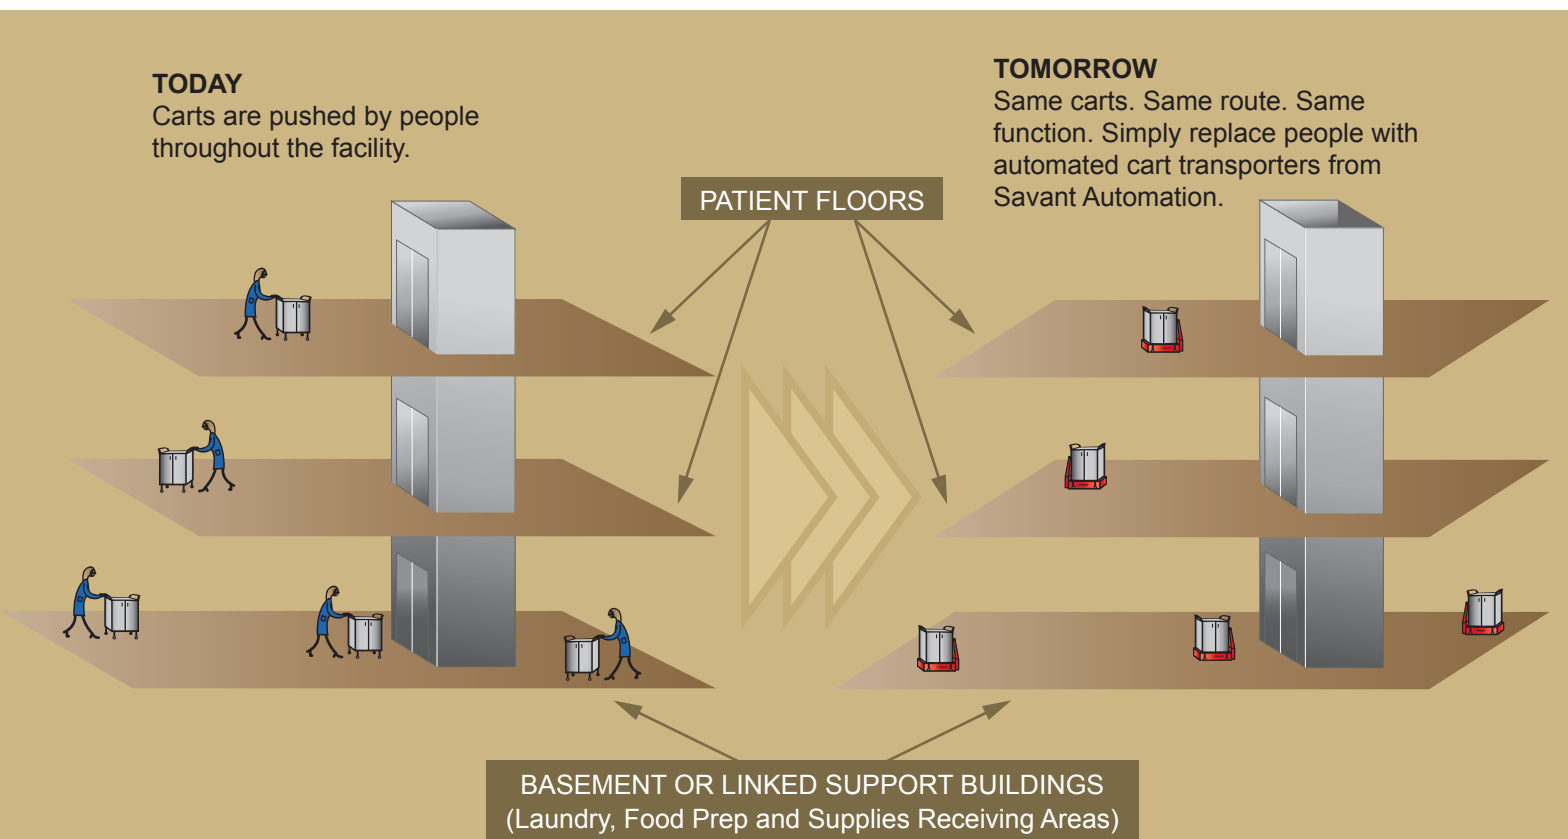 TODAY
Carts are pushed by people
throughout the facility.
TOMORROW
Same carts. Same route. Same
function. Simply replace people with
automated cart transporters from
Savant Automation.
PATIENT FLOORS
BASEMENT OR LINKED SUPPORT BUILDINGS
(Laundry, Food Prep and Supplies Receiving Areas)